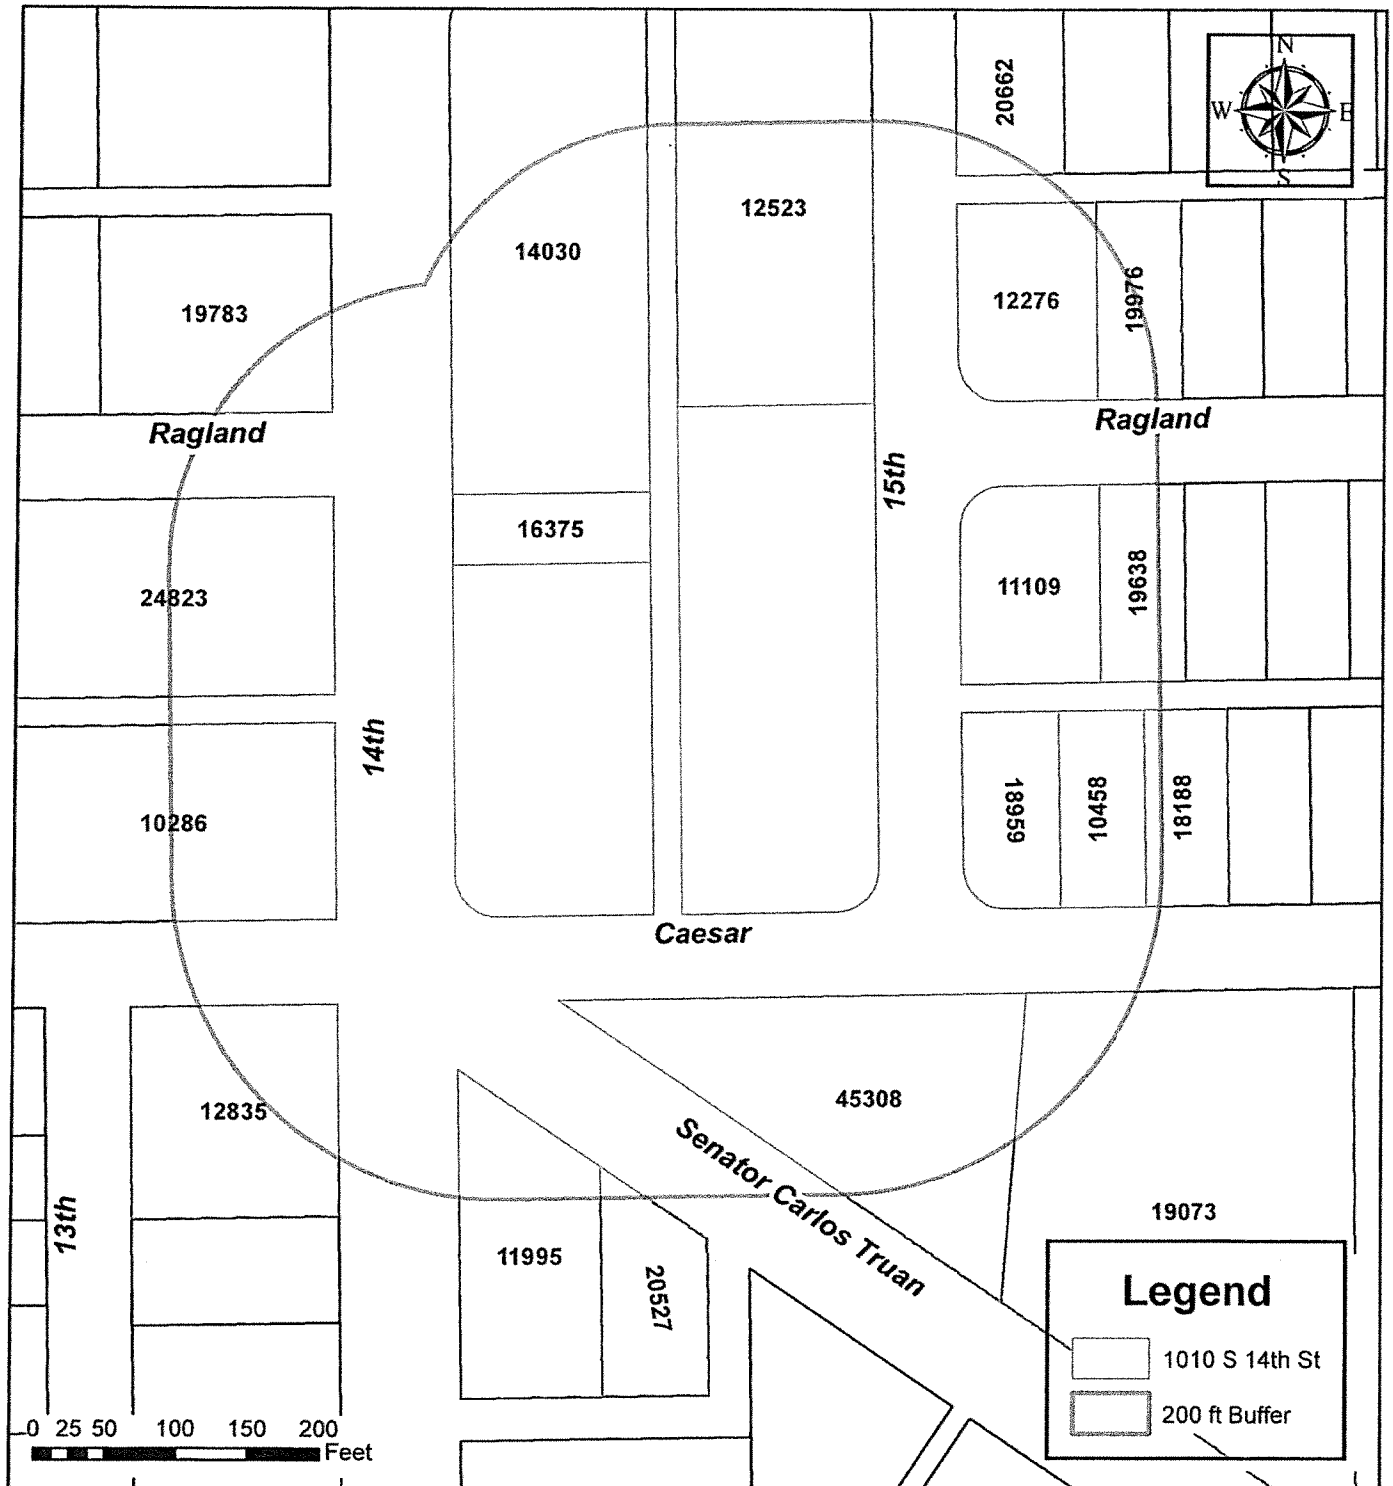 N
W E
S
20662
12523
14030
12276
19976
19783
Ragland
Ragland
15th
16375
11109
19638
24823
14th
18959
10458
18188
10286
Caesar
45308
12835
Senator Carlos Truan
13th
19073
11995
20527
Legend
1010 S 14th St
200 ft Buffer
0 25 50 100 150 200
Feet